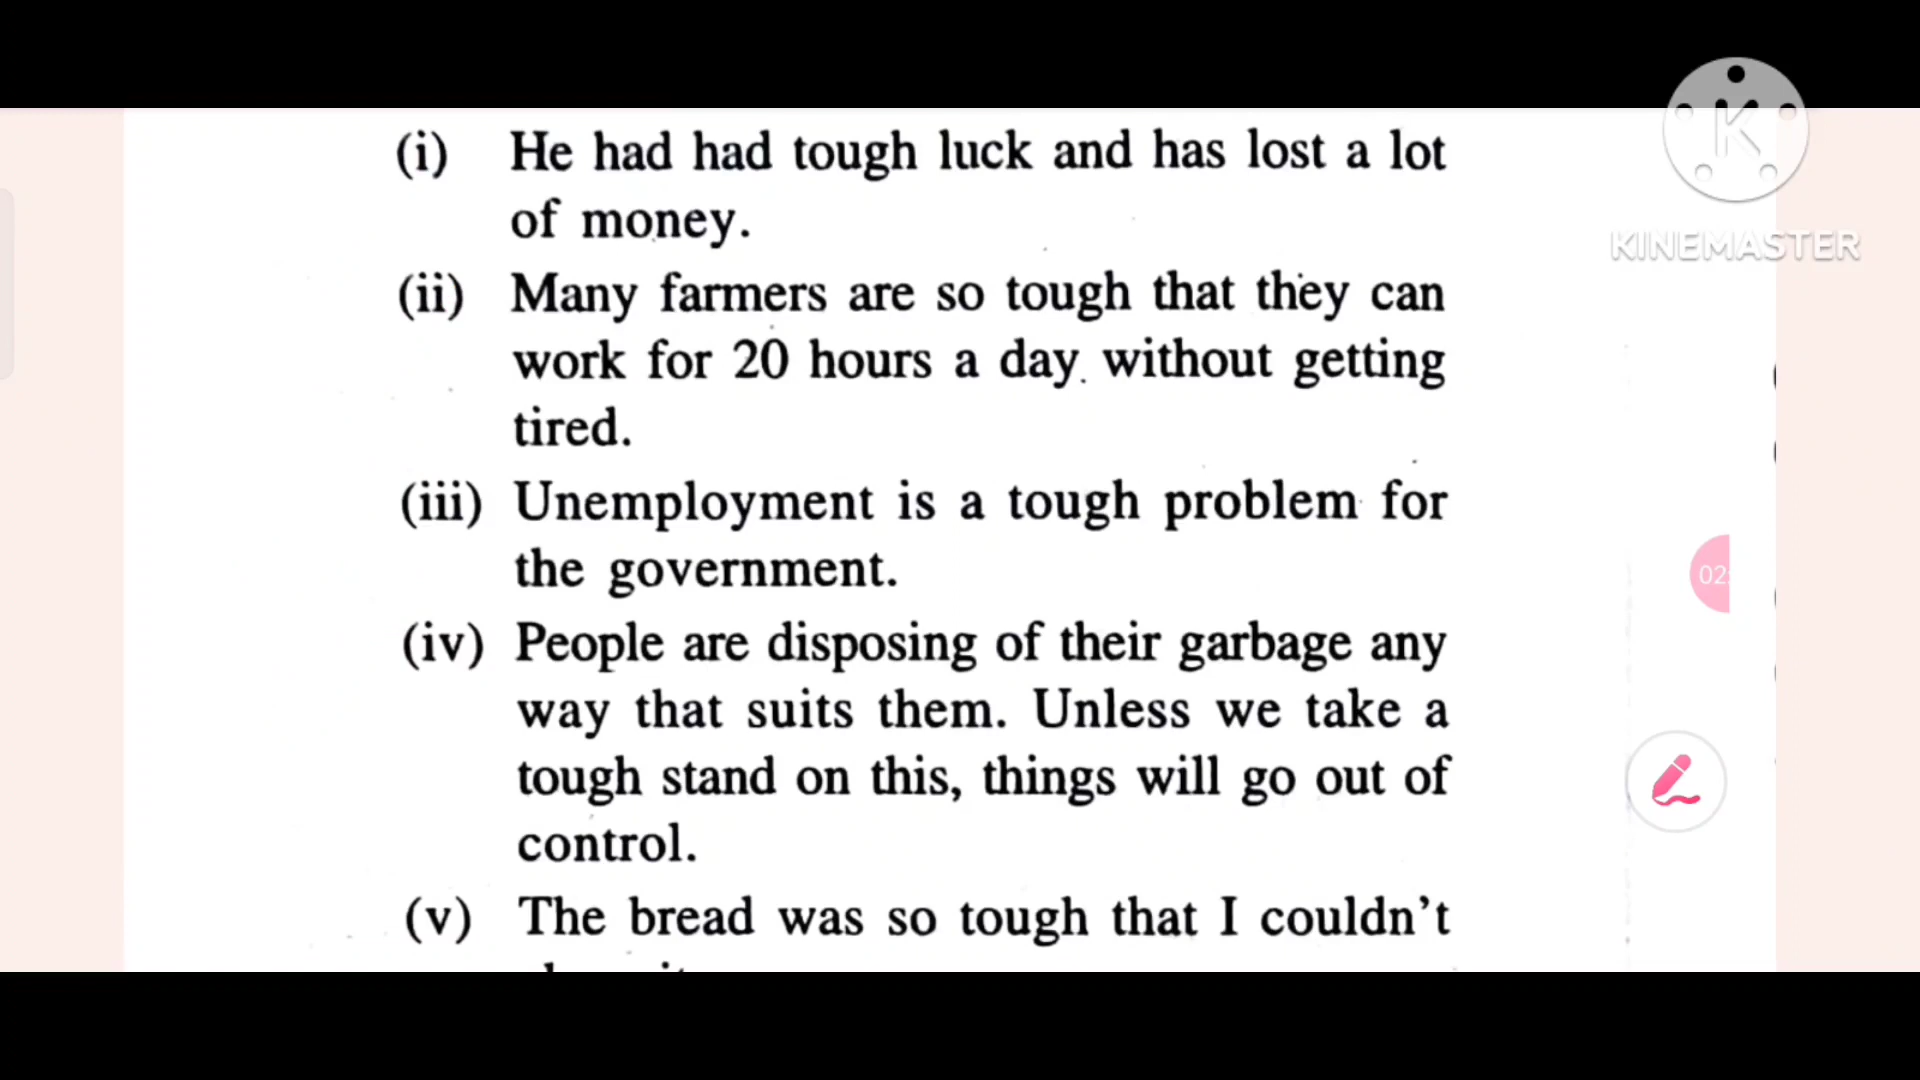 (i) He had had tough luck and has lost a lot
of money.
(ii) Many farmers are so tough that they can
work for 20 hours a day without getting
tired.
(iii) Unemployment is a tough problem for
the government.
(iv) People are disposing of their garbage any
way that suits them. Unless we take a
tough stand on this, things will go out of
control.
(v) The bread was so tough that I couldn't
K
KINEMASTER
02